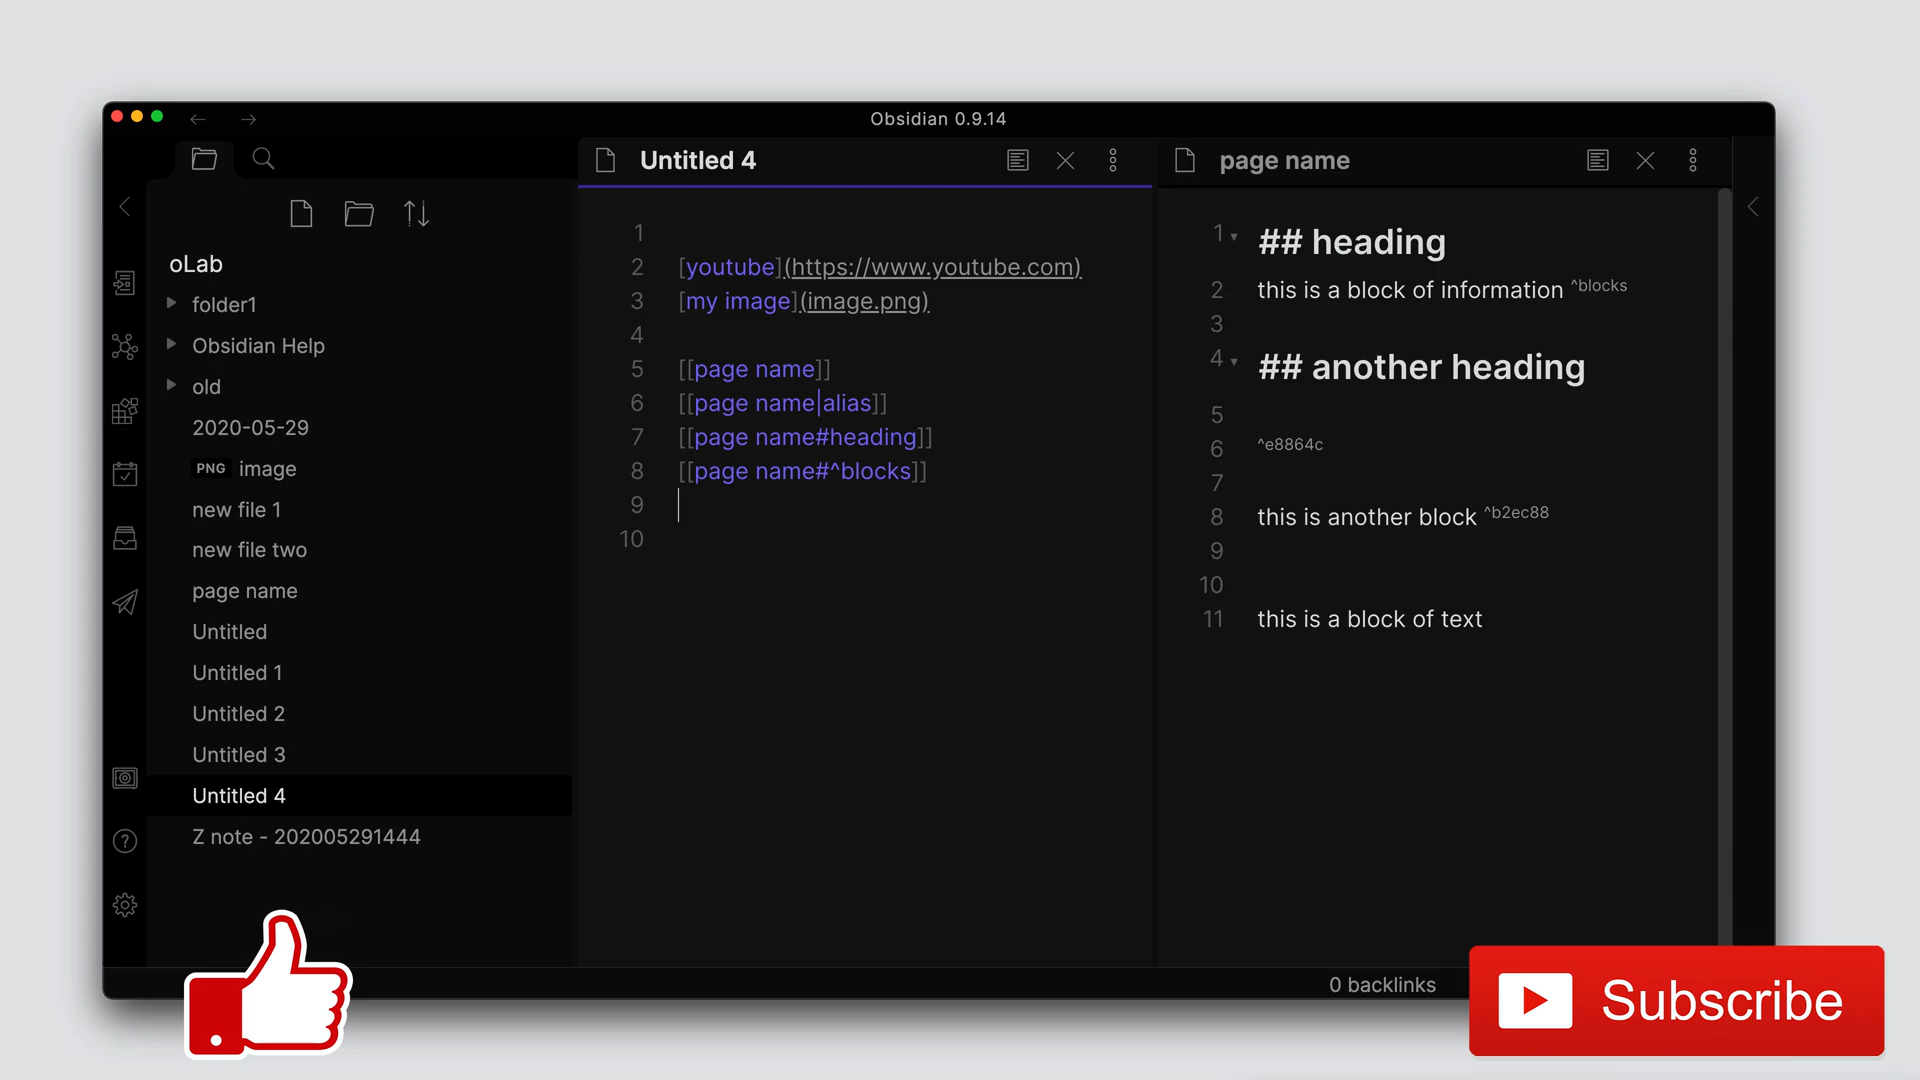 Obsidian 0.9.14
oLab
folder1
Obsidian Help
old
2020-05-29
PNG image
new file 1
new file two
page name
Untitled
Untitled 1
Untitled 2
Untitled 3
Untitled 4
Z note - 202005291444
Untitled 4
1
2 [youtube](https://www.youtube.com)
3 [my image](image.png)
4
5 [[page name]]
6 [[page name|alias]]
7 [[page name#heading]]
8 [[page name#^blocks]]
9
10
page name
1 ## heading
2 this is a block of information ^blocks
3
4 ## another heading
5
6 ^e8864c
7
8 this is another block ^b2ec88
9
10
11 this is a block of text
0 backlinks
Subscribe